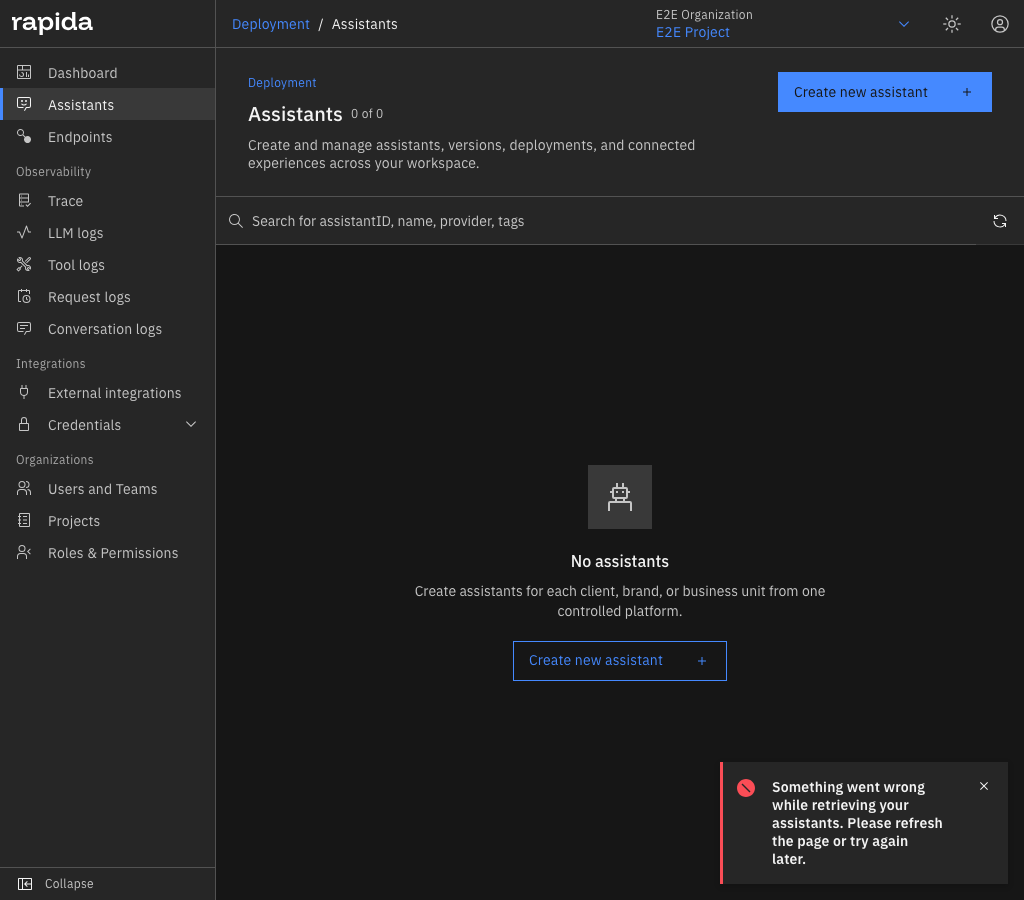 rapida
Deployment / Assistants
E2E Organization
E2E Project
Dashboard
Assistants
Endpoints
Observability
Trace
LLM logs
Tool logs
Request logs
Conversation logs
Integrations
External integrations
Credentials
Organizations
Users and Teams
Projects
Roles & Permissions
Collapse
Deployment
Assistants 0 of 0
Create and manage assistants, versions, deployments, and connected
experiences across your workspace.
Create new assistant +
Search for assistantID, name, provider, tags
No assistants
Create assistants for each client, brand, or business unit from one
controlled platform.
Create new assistant +
Something went wrong
while retrieving your
assistants. Please refresh
the page or try again
later.